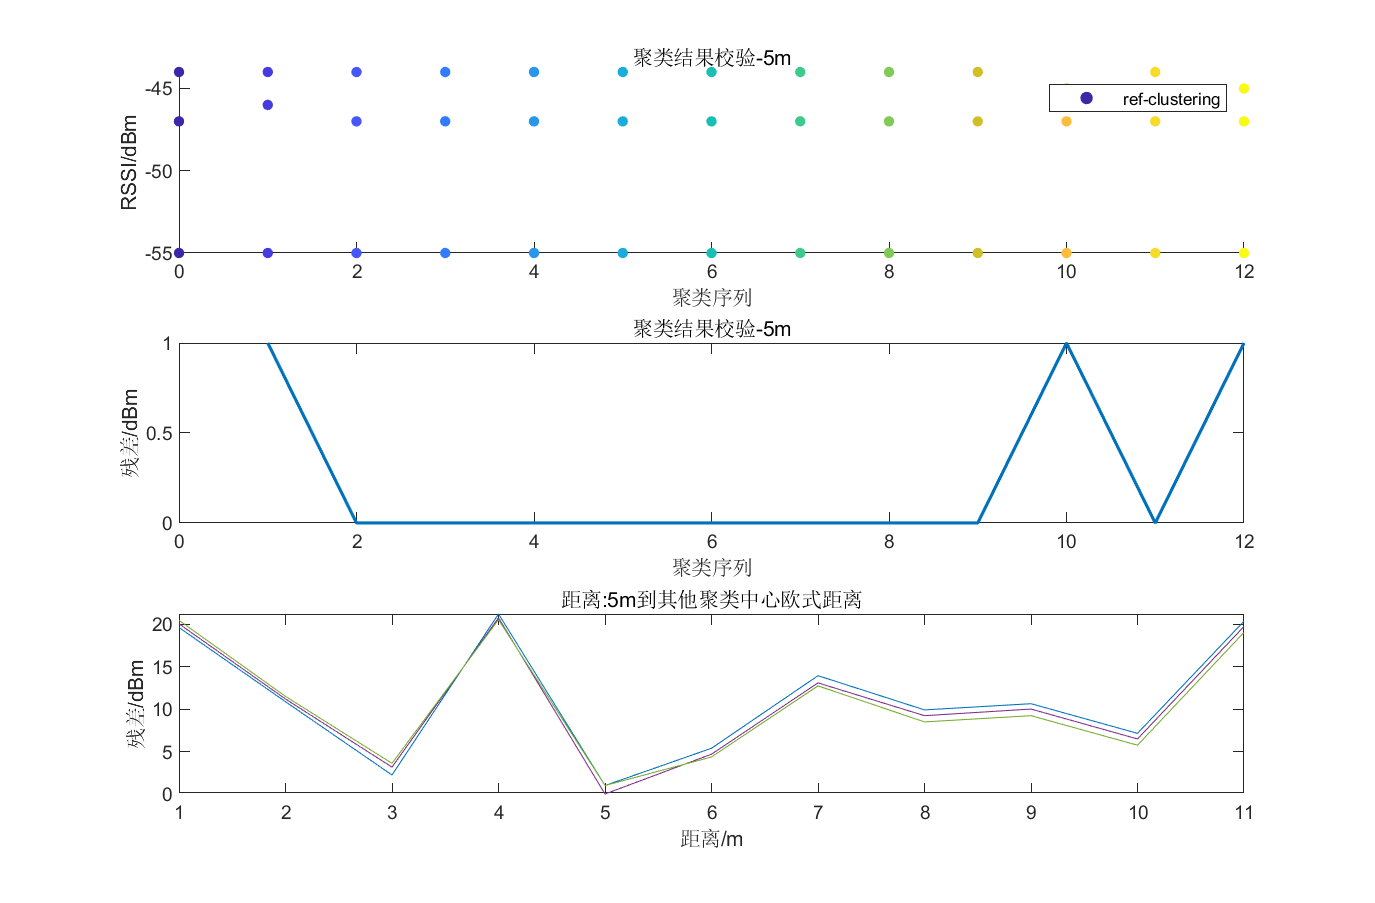 聚类结果校验-5m
-45
-50
-55
RSSI/dBm
ref-clustering
0 2 4 6 8 10 12
聚类序列
聚类结果校验-5m
1
0.5
0
残差/dBm
0 2 4 6 8 10 12
聚类序列
距离:5m到其他聚类中心欧式距离
20
15
10
5
0
残差/dBm
1 2 3 4 5 6 7 8 9 10 11
距离/m